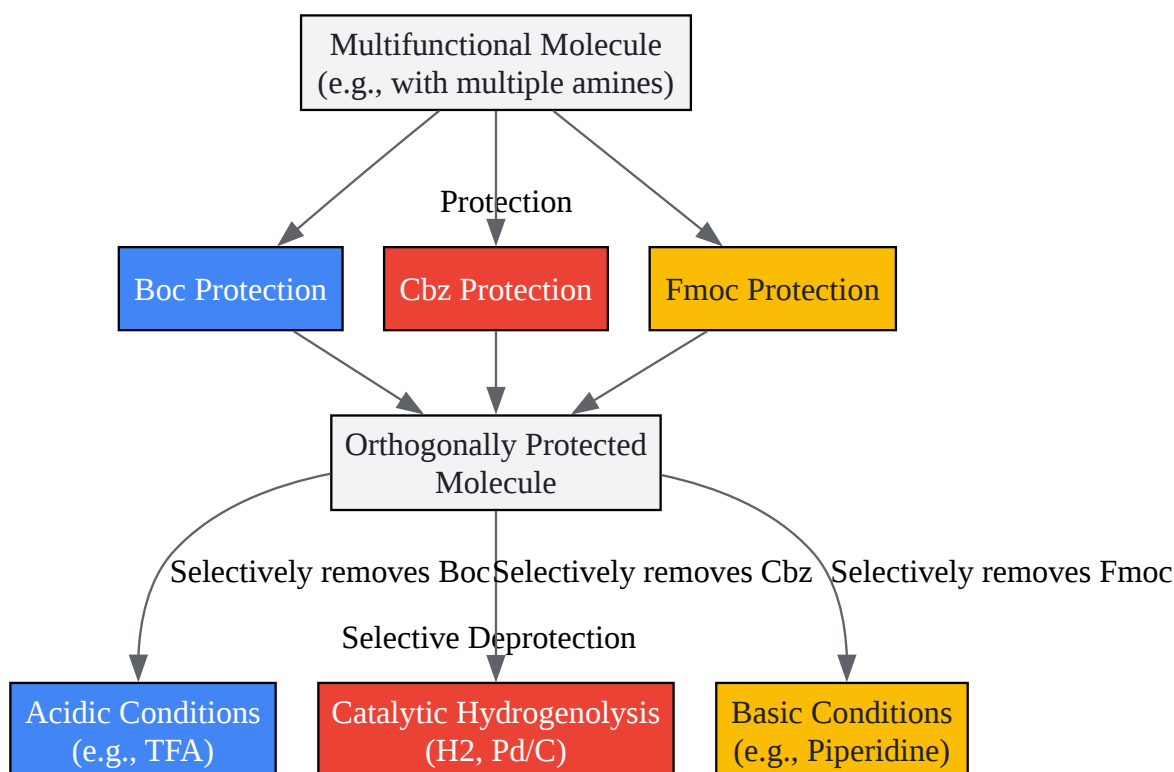 Multifunctional Molecule
(e.g., with multiple amines)
Protection
Boc Protection
Cbz Protection
Fmoc Protection
Orthogonally Protected
Molecule
Selectively removes Boc
Selectively removes Cbz
Selectively removes Fmoc
Selective Deprotection
Acidic Conditions
(e.g., TFA)
Catalytic Hydrogenolysis
(H2, Pd/C)
Basic Conditions
(e.g., Piperidine)